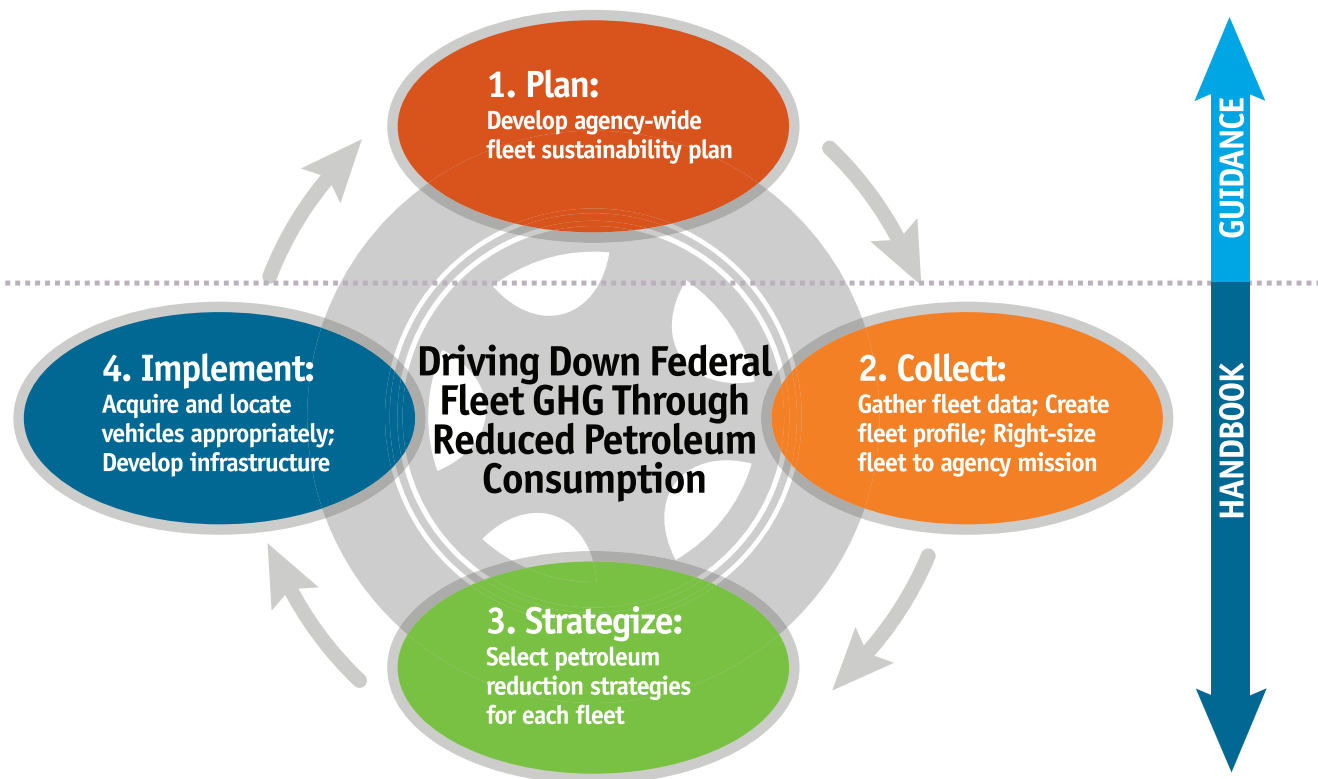 1. Plan:
Develop agency-wide
fleet sustainability plan
GUIDANCE
Driving Down Federal
Fleet GHG Through
Reduced Petroleum
Consumption
2. Collect:
Gather fleet data; Create
fleet profile; Right-size
fleet to agency mission
3. Strategize:
Select petroleum
reduction strategies
for each fleet
4. Implement:
Acquire and locate
vehicles appropriately;
Develop infrastructure
HANDBOOK